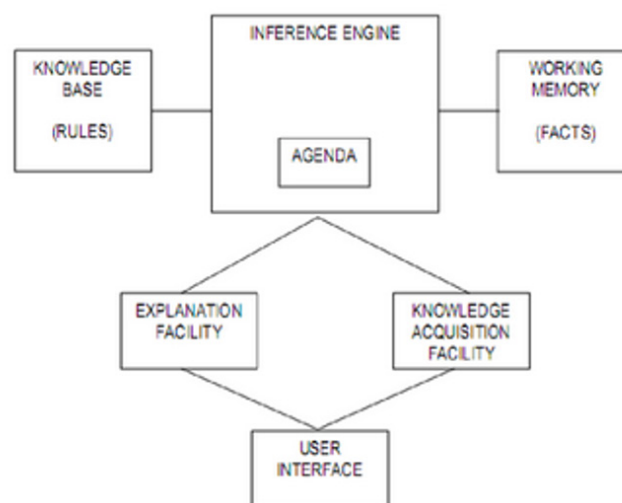 INFERENCE ENGINE
KNOWLEDGE
BASE
(RULES)
WORKING
MEMORY
(FACTS)
AGENDA
EXPLANATION
FACILITY
KNOWLEDGE
ACQUISITION
FACILITY
USER
INTERFACE